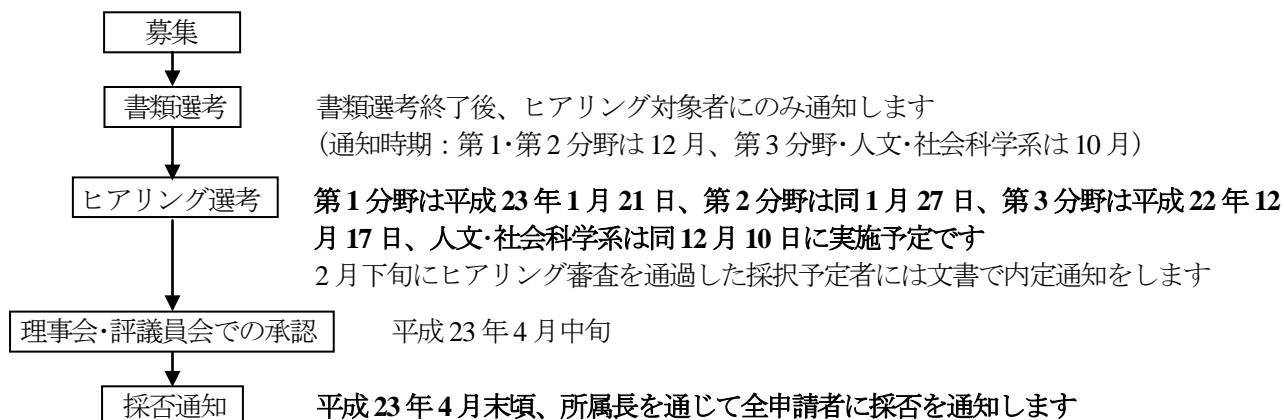 募集
書類選考 書類選考終了後、ヒアリング対象者にのみ通知します
(通知時期：第1･第2分野は12月、第3分野･人文･社会科学系は10月)
ヒアリング選考 第1分野は平成23年1月21日、第2分野は同1月27日、第3分野は平成22年12
月17日、人文･社会科学系は同12月10日に実施予定です
2月下旬にヒアリング審査を通過した採択予定者には文書で内定通知をします
理事会･評議員会での承認 平成23年4月中旬
採否通知 平成23年4月末頃、所属長を通じて全申請者に採否を通知します